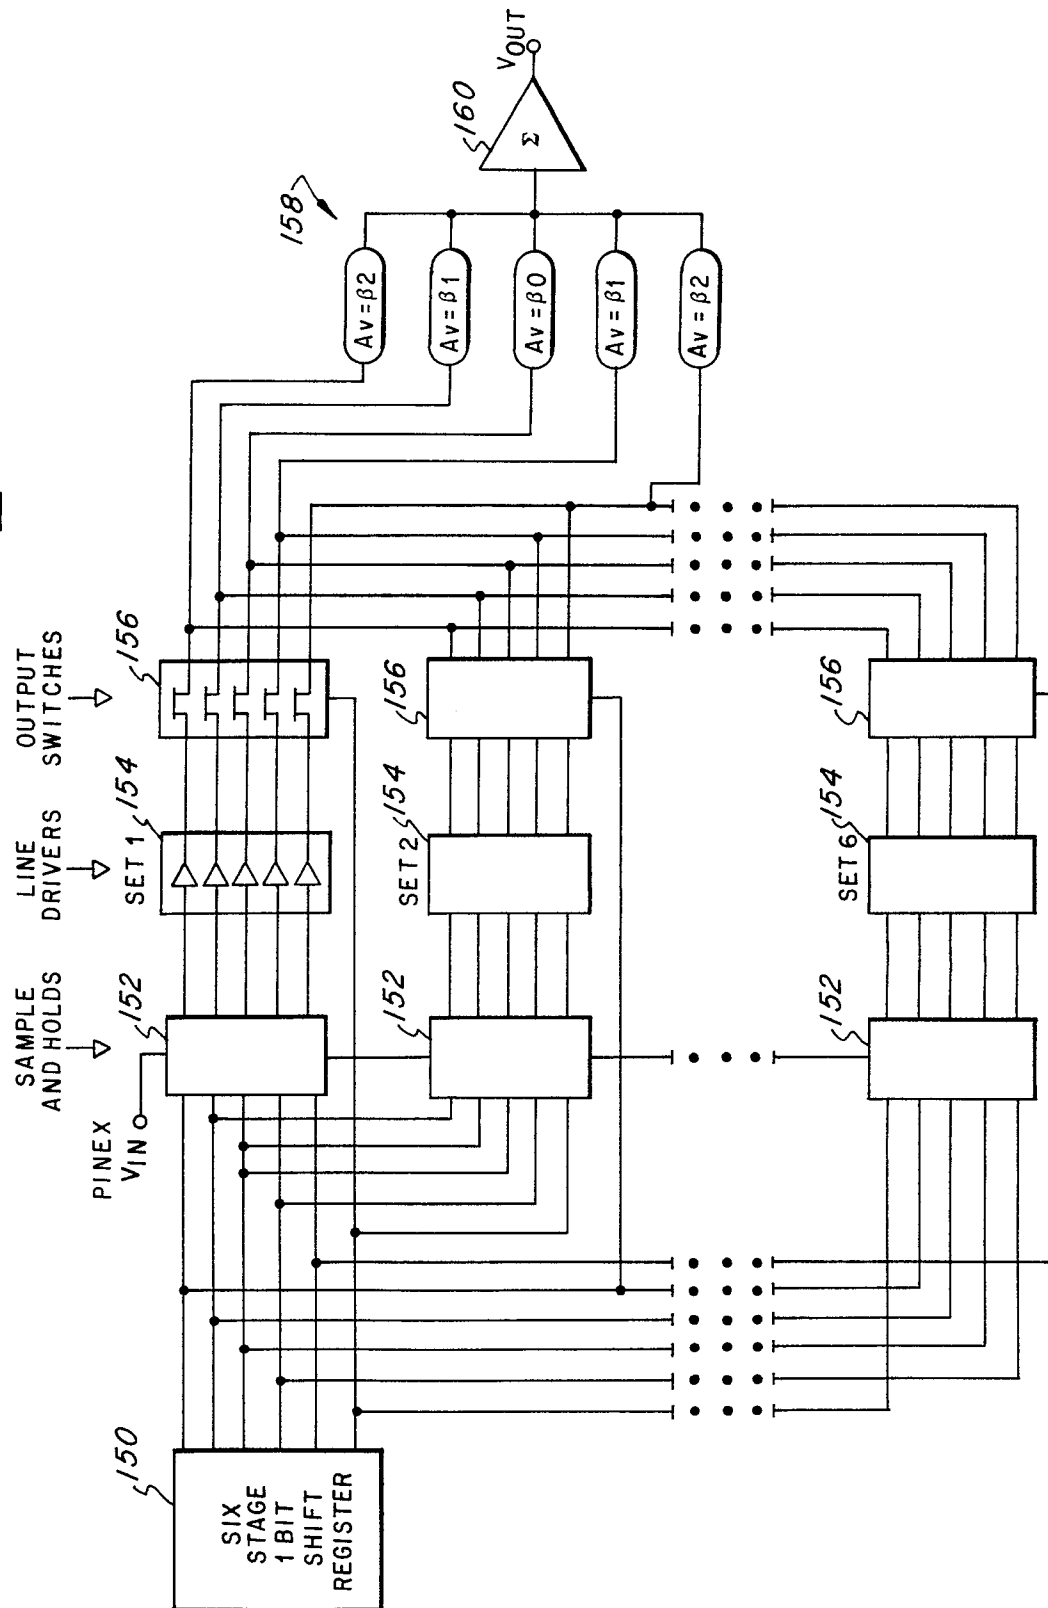 SAMPLE
AND HOLDS
LINE
DRIVERS
OUTPUT
SWITCHES
PINEX
VIN
152
SET 1
154
156
158
160
VOUT
Σ
Av = β2
Av = β1
Av = β0
Av = β1
Av = β2
150
SIX
STAGE
1 BIT
SHIFT
REGISTER
152
SET 2
154
156
152
SET 6
154
156